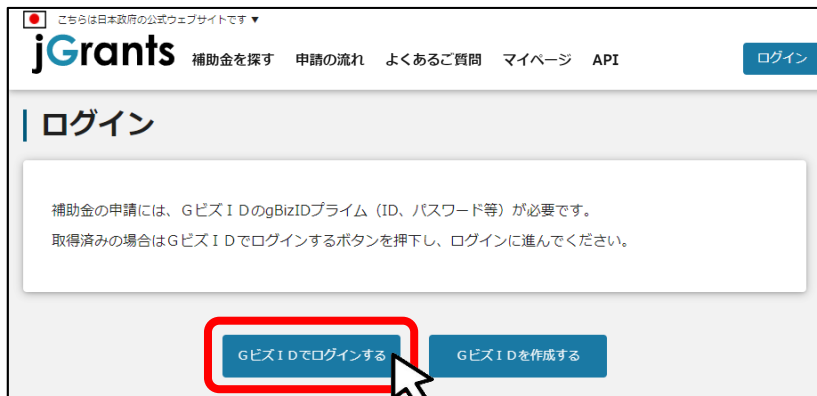 こちらは日本政府の公式ウェブサイトです ▼
jGrants 補助金を探す 申請の流れ よくあるご質問 マイページ API ログイン
ログイン
補助金の申請には、GビズIDのgBizIDプライム（ID、パスワード等）が必要です。
取得済みの場合はGビズIDでログインするボタンを押下し、ログインに進んでください。
GビズIDでログインする GビズIDを作成する